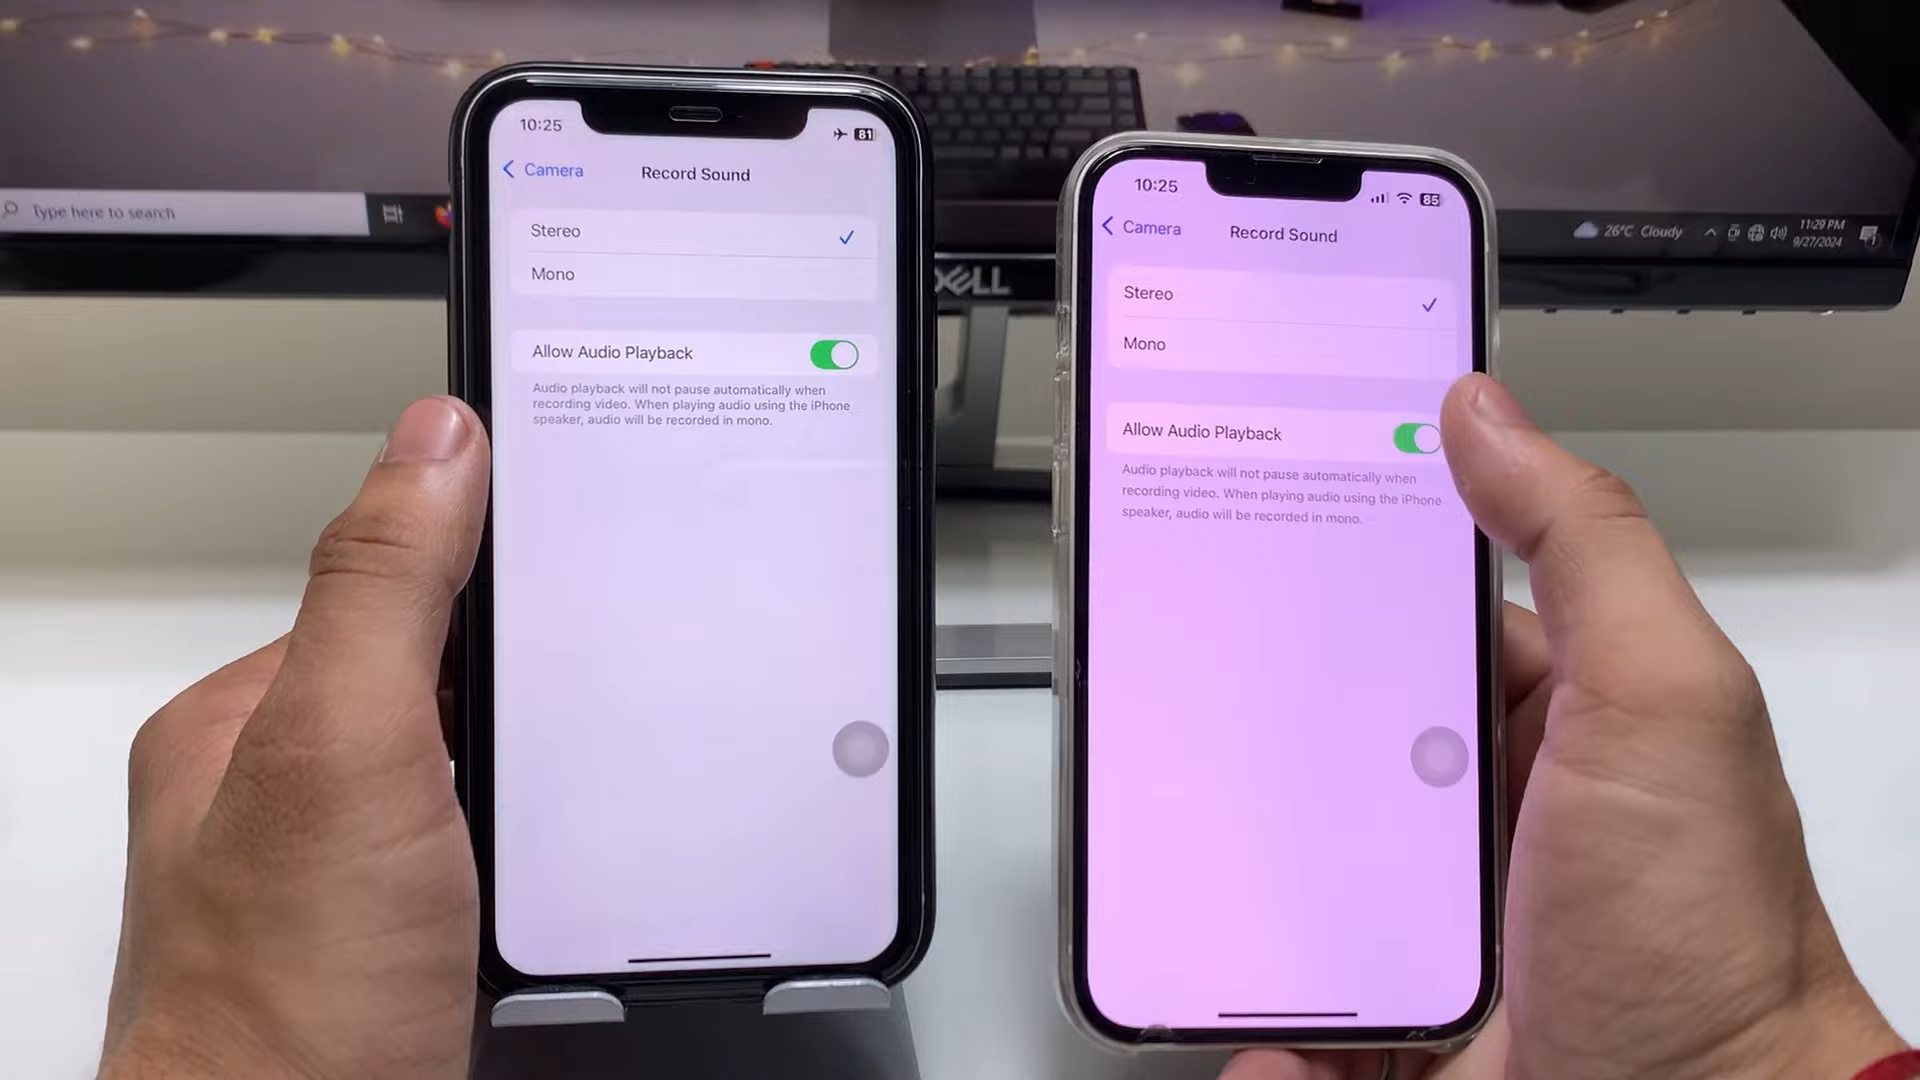 Type here to search
DELL
26°C Cloudy
11:29 PM
9/27/2024
1
10:25
81
Camera
Record Sound
Stereo
Mono
Allow Audio Playback
Audio playback will not pause automatically when
recording video. When playing audio using the iPhone
speaker, audio will be recorded in mono.
10:25
85
Camera
Record Sound
Stereo
Mono
Allow Audio Playback
Audio playback will not pause automatically when
recording video. When playing audio using the iPhone
speaker, audio will be recorded in mono.